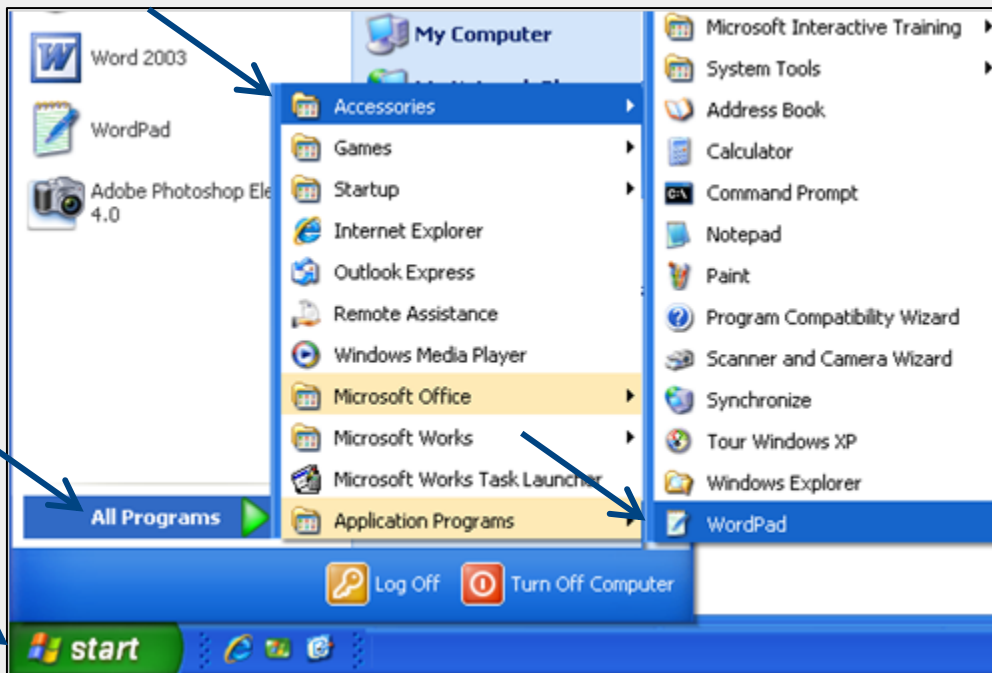 Word 2003
WordPad
Adobe Photoshop Ele
4.0
All Programs
My Computer
Accessories
Games
Startup
Internet Explorer
Outlook Express
Remote Assistance
Windows Media Player
Microsoft Office
Microsoft Works
Microsoft Works Task Launcher
Application Programs
Microsoft Interactive Training
System Tools
Address Book
Calculator
Command Prompt
Notepad
Paint
Program Compatibility Wizard
Scanner and Camera Wizard
Synchronize
Tour Windows XP
Windows Explorer
WordPad
Log Off
Turn Off Computer
start